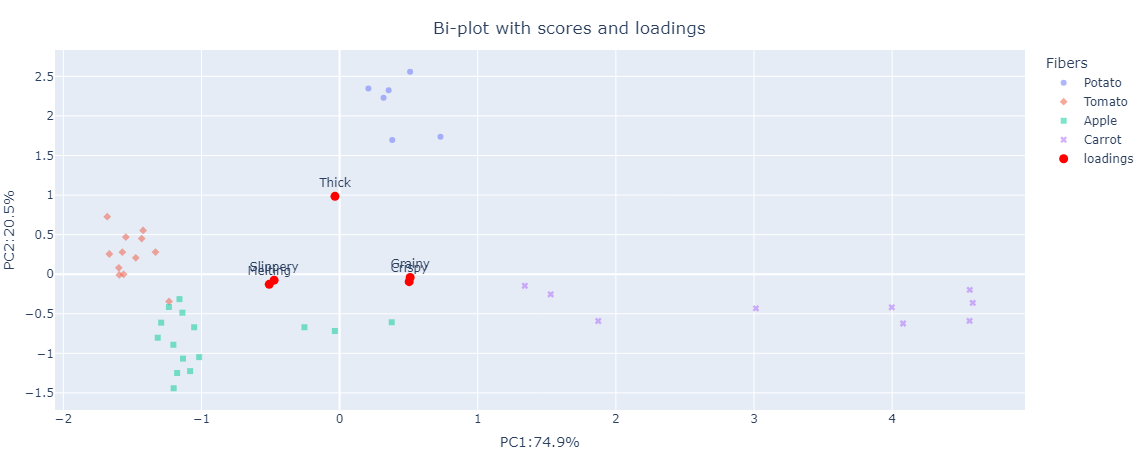 Bi-plot with scores and loadings
Fibers
Potato
Tomato
Apple
Carrot
loadings
PC2:20.5%
2.5
2
1.5
1
0.5
0
−0.5
−1
−1.5
Thick
Slippery
Melting
Grainy
Crispy
−2
−1
0
1
2
3
4
PC1:74.9%